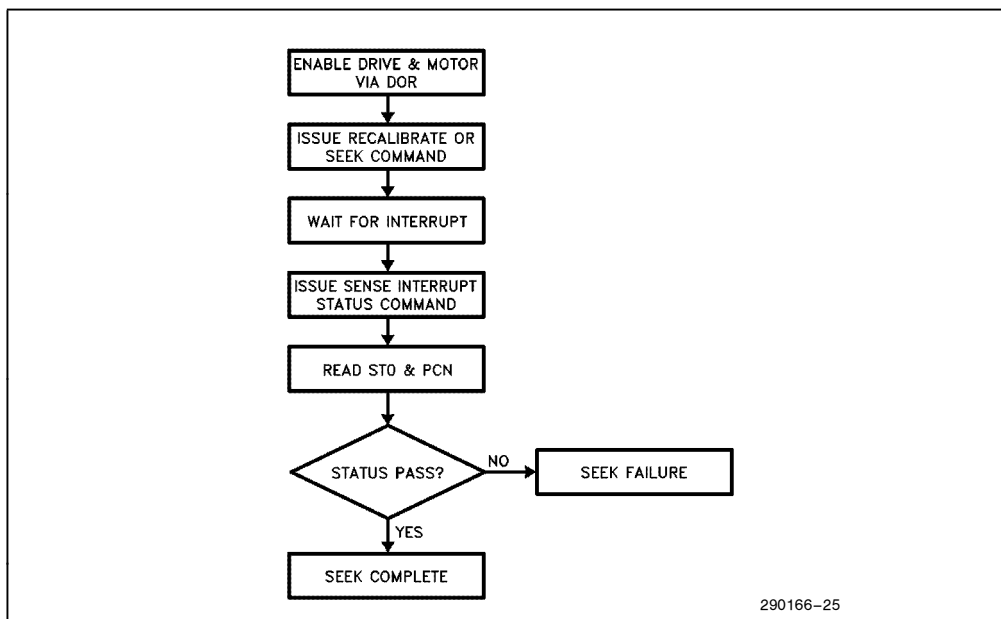 ENABLE DRIVE & MOTOR
VIA DOR
ISSUE RECALIBRATE OR
SEEK COMMAND
WAIT FOR INTERRUPT
ISSUE SENSE INTERRUPT
STATUS COMMAND
READ ST0 & PCN
STATUS PASS?
NO
SEEK FAILURE
YES
SEEK COMPLETE
290166–25